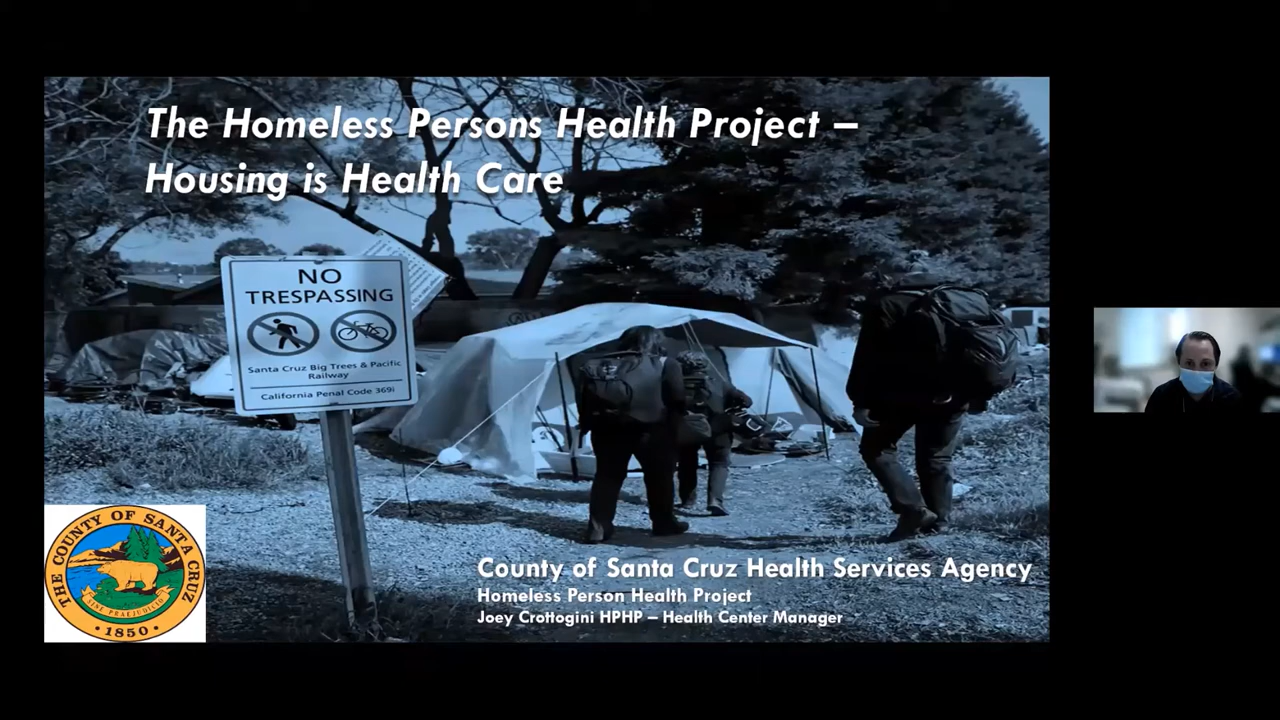 The Homeless Persons Health Project –
Housing is Health Care
NO
TRESPASSING
Santa Cruz Big Trees & Pacific
Railway
California Penal Code 369i
THE COUNTY OF SANTA CRUZ
SINE PRAEJUDICIO
• 1850 •
County of Santa Cruz Health Services Agency
Homeless Person Health Project
Joey Crottogini HPHP – Health Center Manager